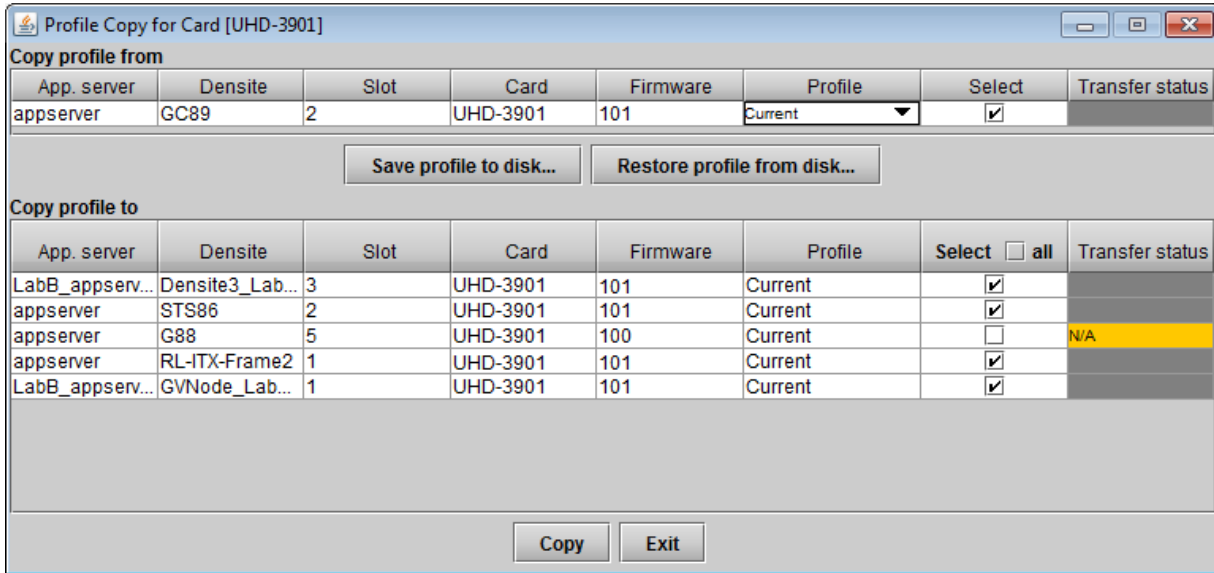 Profile Copy for Card [UHD-3901]
Copy profile from
App. server Densite Slot Card Firmware Profile Select Transfer status
appserver GC89 2 UHD-3901 101 Current
Save profile to disk... Restore profile from disk...
Copy profile to
App. server Densite Slot Card Firmware Profile Select all Transfer status
LabB_appserv... Densite3_Lab... 3 UHD-3901 101 Current
appserver STS86 2 UHD-3901 101 Current
appserver G88 5 UHD-3901 100 Current N/A
appserver RL-ITX-Frame2 1 UHD-3901 101 Current
LabB_appserv... GVNode_Lab... 1 UHD-3901 101 Current
Copy Exit